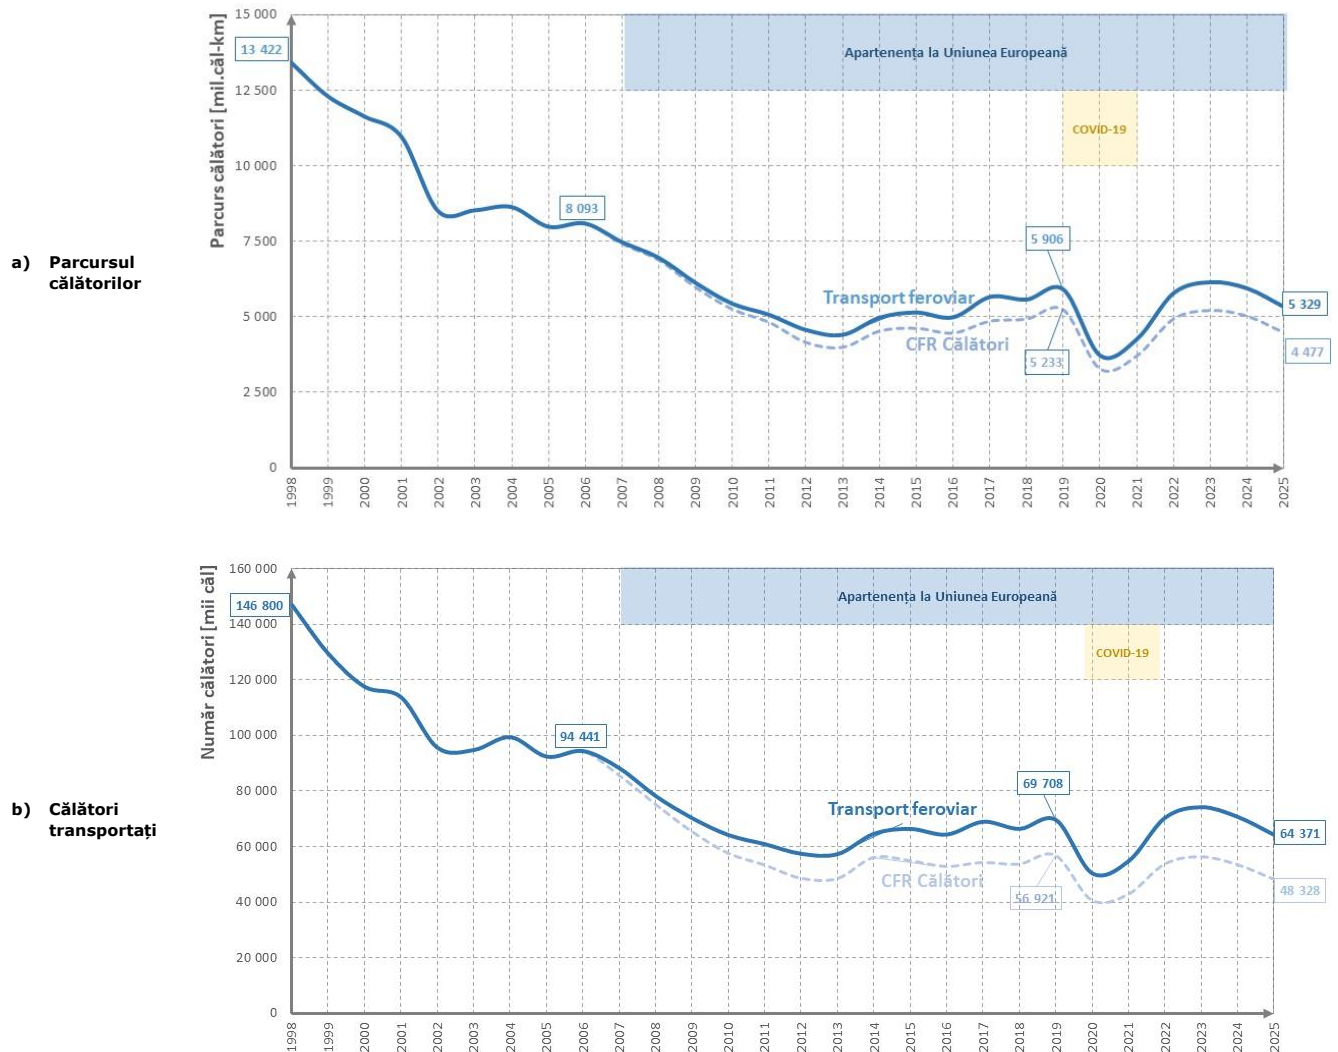 a) Parcursul
călătorilor
Parcurs călători [mil.căl-km]
15 000
12 500
10 000
7 500
5 000
2 500
0
13 422
8 093
5 906
5 233
5 329
4 477
Apartenența la Uniunea Europeană
COVID-19
Transport feroviar
CFR Călători
1998 1999 2000 2001 2002 2003 2004 2005 2006 2007 2008 2009 2010 2011 2012 2013 2014 2015 2016 2017 2018 2019 2020 2021 2022 2023 2024 2025
b) Călători
transportați
Număr călători [mii căl]
160 000
140 000
120 000
100 000
80 000
60 000
40 000
20 000
0
146 800
94 441
69 708
56 921
64 371
48 328
Apartenența la Uniunea Europeană
COVID-19
Transport feroviar
CFR Călători
1998 1999 2000 2001 2002 2003 2004 2005 2006 2007 2008 2009 2010 2011 2012 2013 2014 2015 2016 2017 2018 2019 2020 2021 2022 2023 2024 2025